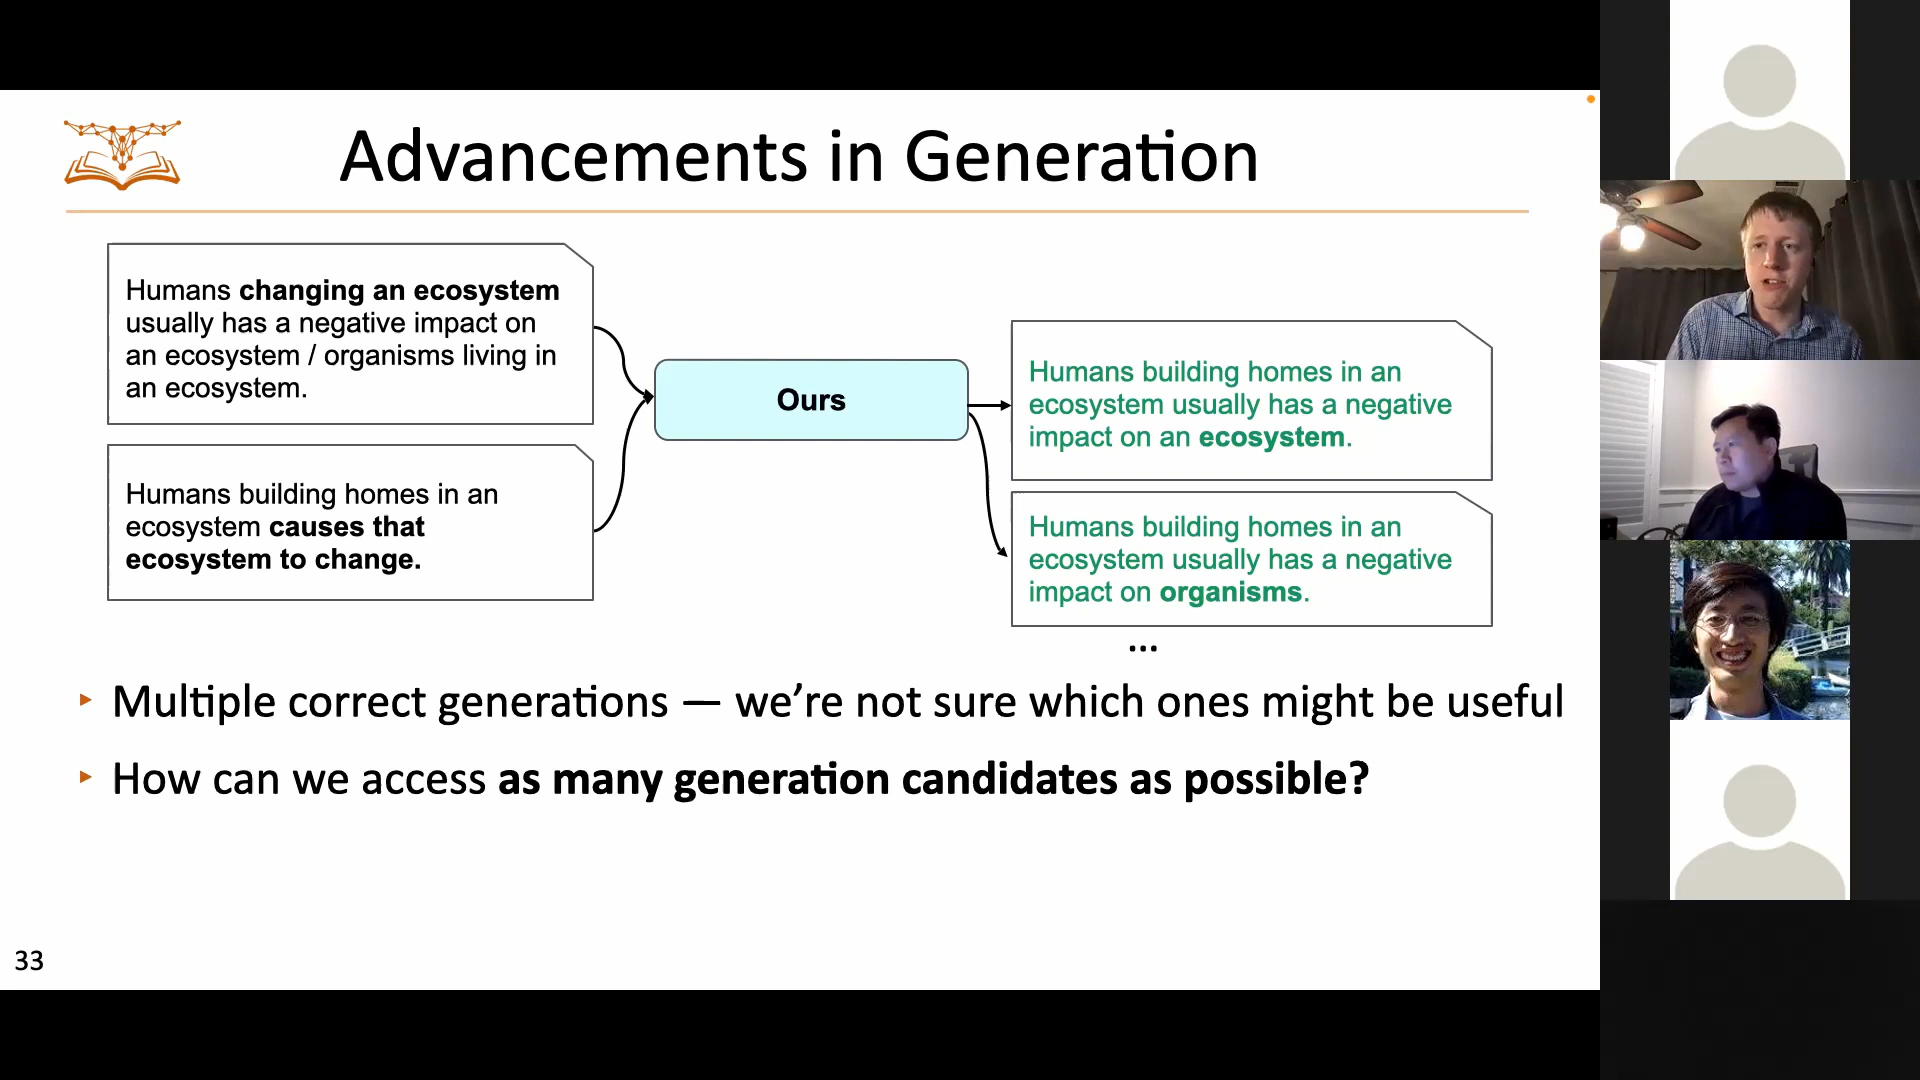 Advancements in Generation
Humans changing an ecosystem
usually has a negative impact on
an ecosystem / organisms living in
an ecosystem.
Humans building homes in an
ecosystem causes that
ecosystem to change.
Ours
Humans building homes in an
ecosystem usually has a negative
impact on an ecosystem.
Humans building homes in an
ecosystem usually has a negative
impact on organisms.
...
Multiple correct generations — we’re not sure which ones might be useful
How can we access as many generation candidates as possible?
33